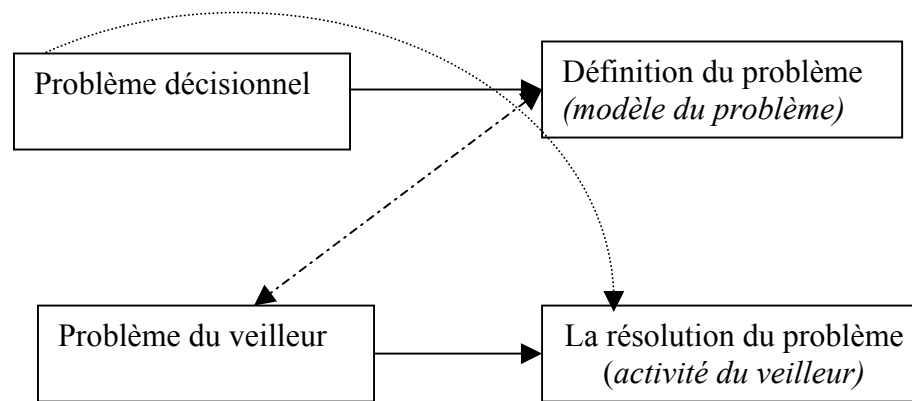 Problème décisionnel
Définition du problème
(modèle du problème)
Problème du veilleur
La résolution du problème
(activité du veilleur)